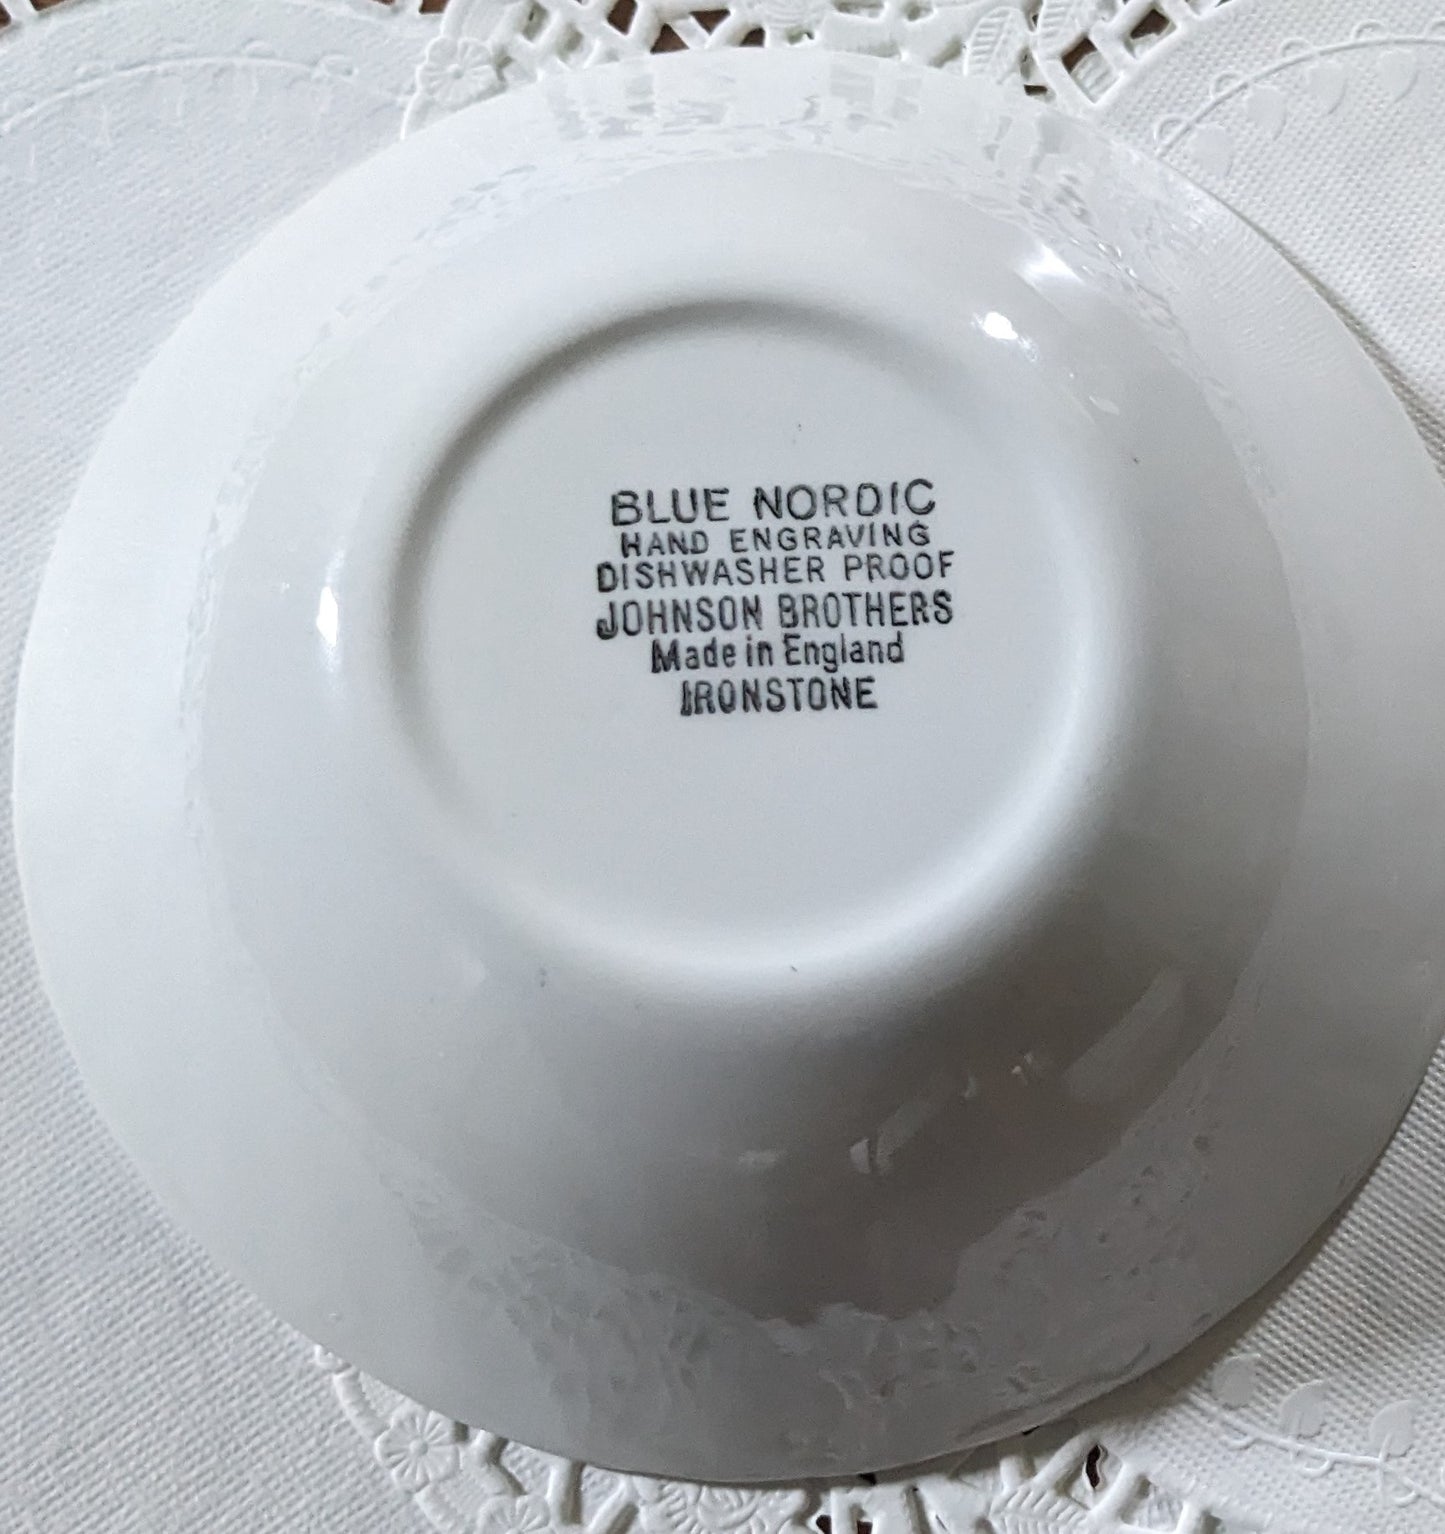 BLUE NORDIC
HAND ENGRAVING
DISHWASHER PROOF
JOHNSON BROTHERS
Made in England
IRONSTONE